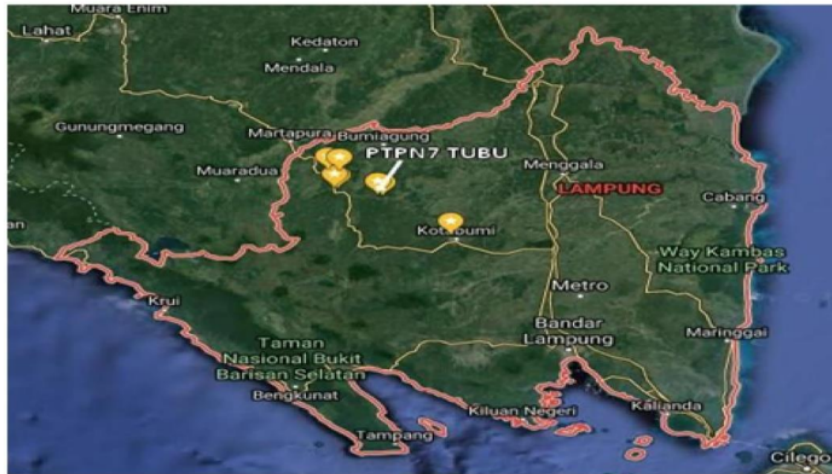 Muara Enim
Lahat
Kedaton
Mendala
Gunungmegang
Martapura
Bumiagung
PTPN7 TUBU
Muaradua
Menggala
LAMPUNG
Cabang
an
Kotabumi
Way Kambas
National Park
Metro
Krui
Bandar
Lampung
Maringgai
Taman
Nasional Bukit
Barisan Selatan
Bengkunat
Kiluan Negeri
Kalianda
Tampang
Cilego